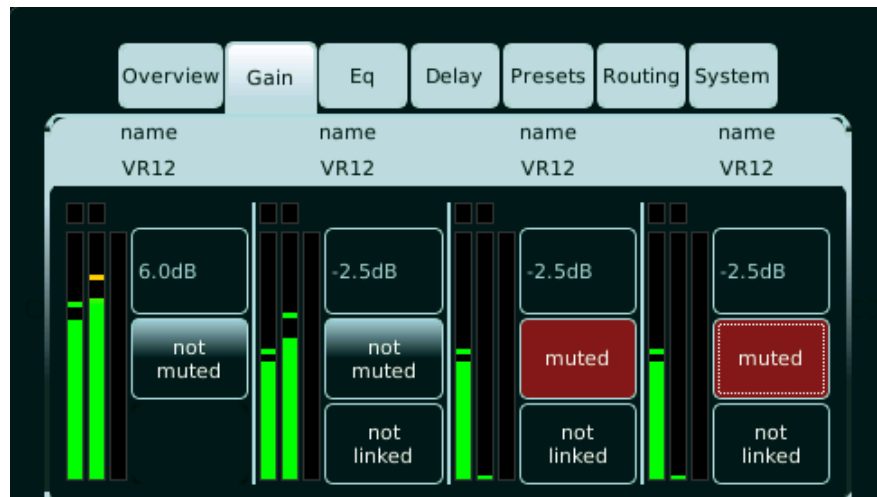 Overview Gain Eq Delay Presets Routing System
name name name name
VR12 VR12 VR12 VR12
6.0dB -2.5dB -2.5dB -2.5dB
not not
muted muted muted muted
not not not
linked linked linked